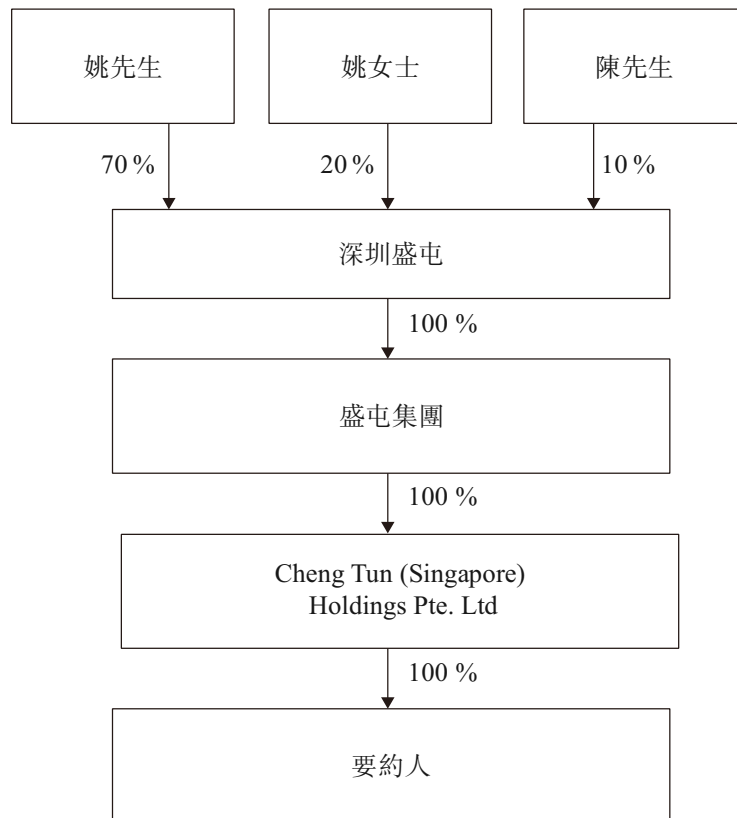 姚先生
姚女士
陳先生
70 %
20 %
10 %
深圳盛屯
100 %
盛屯集團
100 %
Cheng Tun (Singapore)
Holdings Pte. Ltd
100 %
要約人